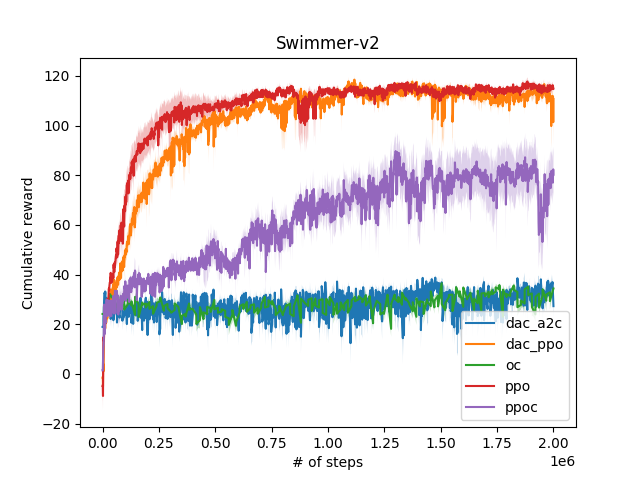 Swimmer-v2
120
100
80
60
40
20
0
−20
Cumulative reward
0.00 0.25 0.50 0.75 1.00 1.25 1.50 1.75 2.00
# of steps
1e6
dac_a2c
dac_ppo
oc
ppo
ppoc